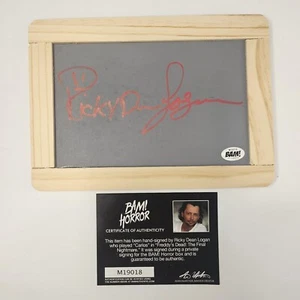 Ricky Dean Logan
BAM!
BAM!
HORROR
CERTIFICATE OF AUTHENTICITY
This item has been hand-signed by Ricky Dean Logan
who played "Carlos" in "Freddy's Dead: The Final
Nightmare." It was signed during a private
signing for the BAM! Horror box and is
guaranteed to be authentic.
M19018